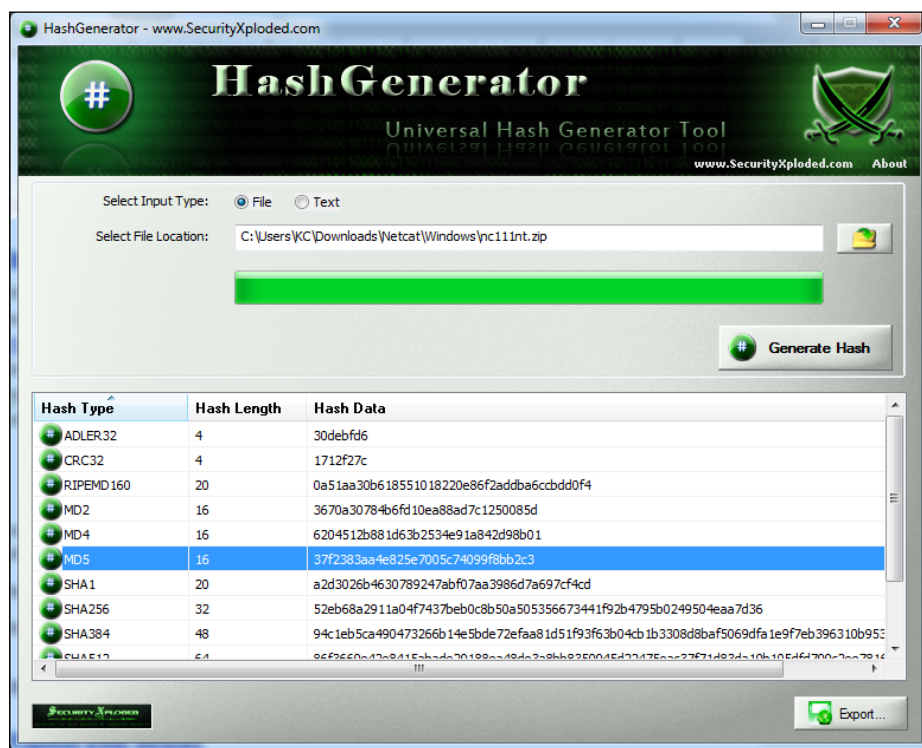 HashGenerator - www.SecurityXploded.com
#
HashGenerator
Universal Hash Generator Tool
www.SecurityXploded.com About
Select Input Type: File Text
Select File Location: C:\Users\KC\Downloads\Netcat\Windows\nc111nt.zip
# Generate Hash
Hash Type Hash Length Hash Data
ADLER32 4 30debfd6
CRC32 4 1712f27c
RIPEMD160 20 0a51aa30b618551018220e86f2addba6ccbdd0f4
MD2 16 3670a30784b6fd10ea88ad7c1250085d
MD4 16 6204512b881d63b2534e91a842d98b01
MD5 16 37f2383aa4e825e7005c74099f8bb2c3
SHA1 20 a2d3026b4630789247abf07aa3986d7a697cf4cd
SHA256 32 52eb68a2911a04f7437beb0c8b50a505356673441f92b4795b0249504eaa7d36
SHA384 48 94c1eb5ca490473266b14e5bde72efaa81d51f93f63b04cb1b3308d8baf5069dfa1e9f7eb396310b953
SHA512 64
SecurityXploded
Export...